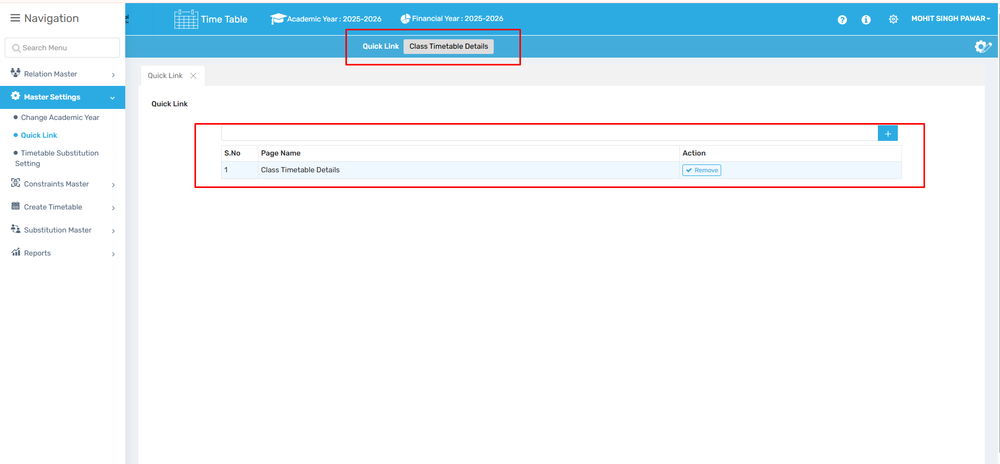 Navigation
Time Table
Academic Year : 2025-2026
Financial Year : 2025-2026
MOHIT SINGH PAWAR
Search Menu
Quick Link
Class Timetable Details
Relation Master
Master Settings
Change Academic Year
Quick Link
Timetable Substitution
Setting
Constraints Master
Create Timetable
Substitution Master
Reports
Quick Link
Quick Link
S.No Page Name Action
1 Class Timetable Details Remove